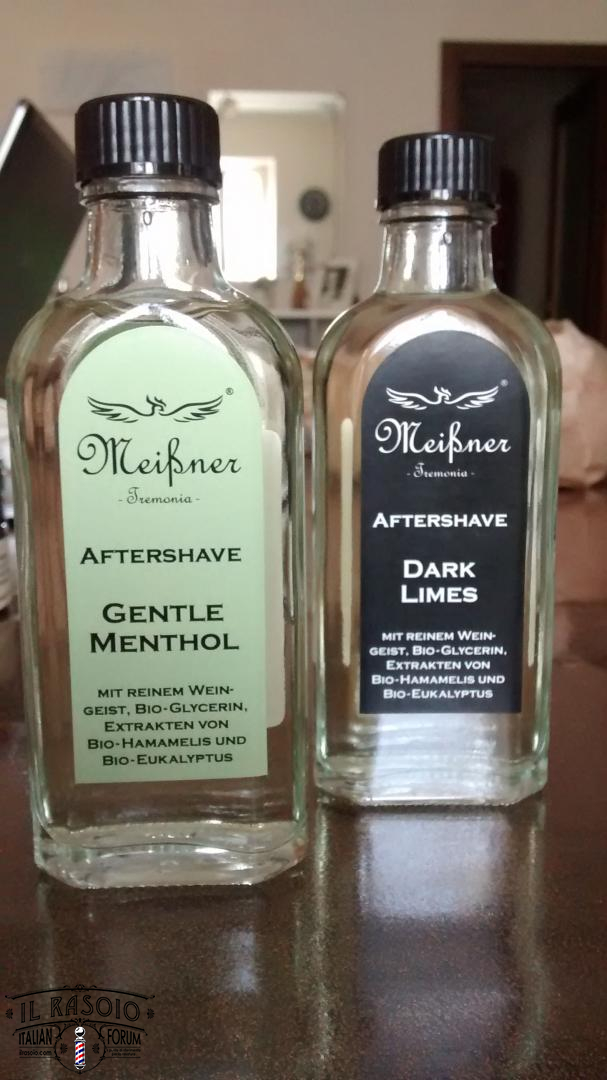 ®
Meißner
- Tremonia -
AFTERSHAVE
GENTLE
MENTHOL
MIT REINEM WEIN-
GEIST, BIO-GLYCERIN,
EXTRAKTEN VON
BIO-HAMAMELIS UND
BIO-EUKALYPTUS
®
Meißner
- Tremonia -
AFTERSHAVE
DARK
LIMES
MIT REINEM WEIN-
GEIST, BIO-GLYCERIN,
EXTRAKTEN VON
BIO-HAMAMELIS UND
BIO-EUKALYPTUS
IL RASOIO
ITALIAN FORUM
ilrasoio.com